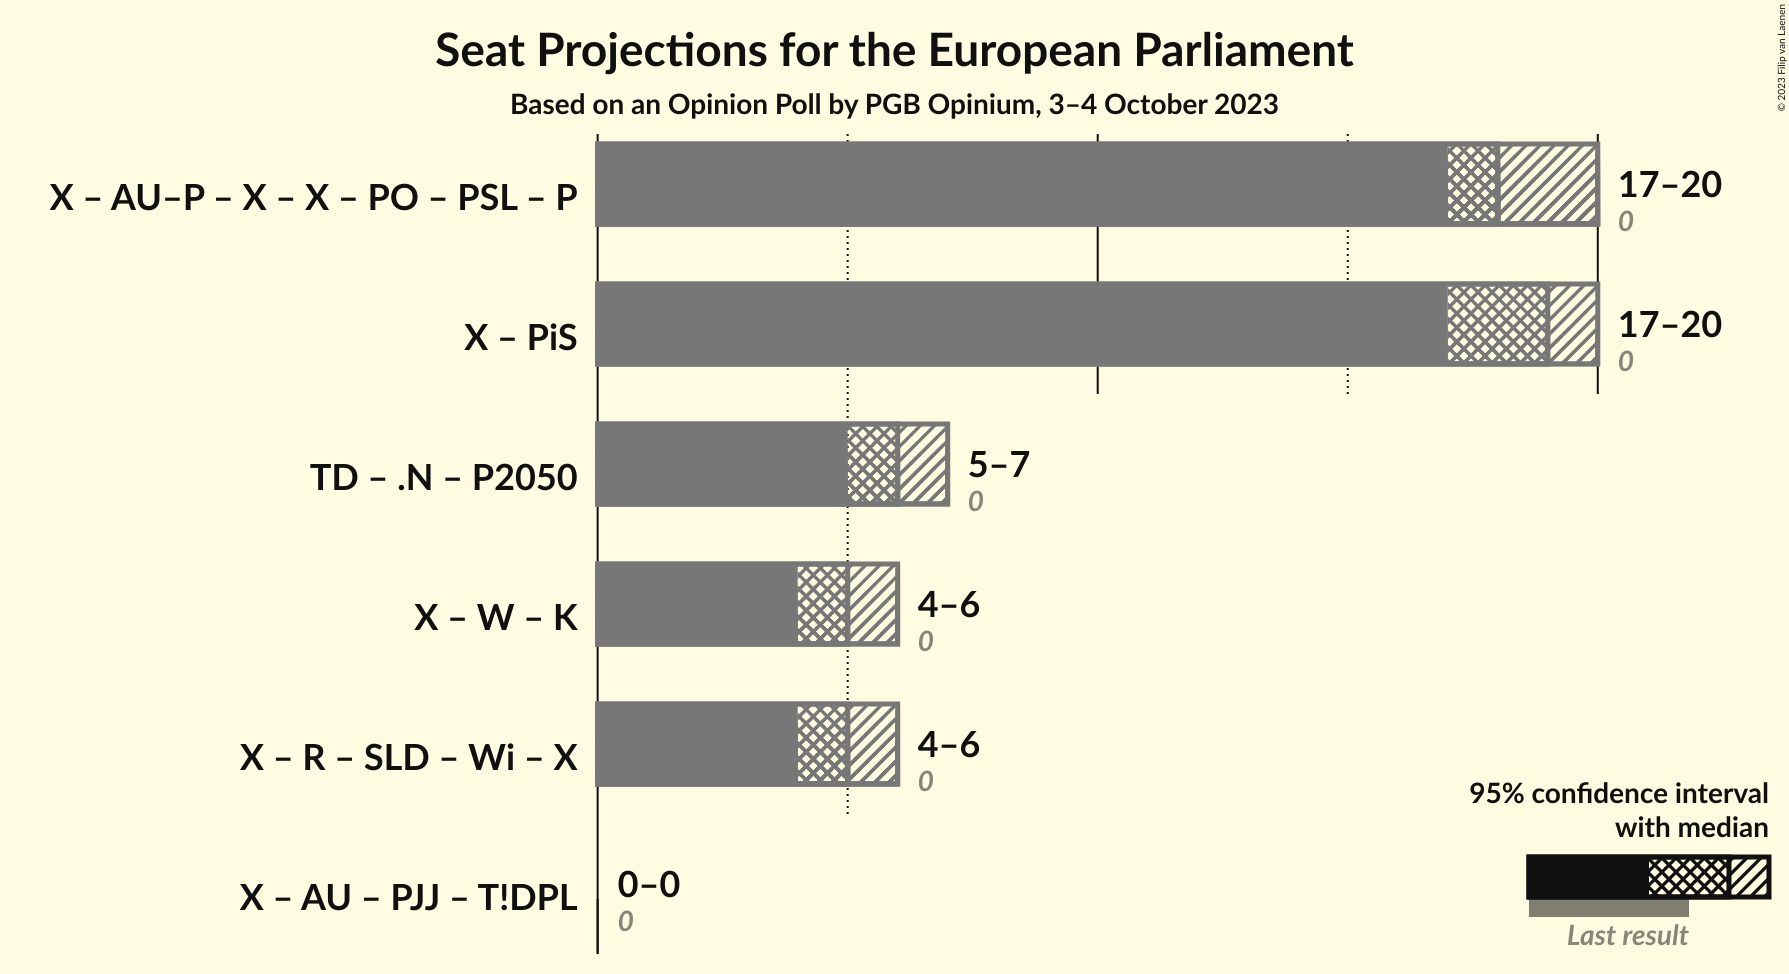 Seat Projections for the European Parliament
Based on an Opinion Poll by PGB Opinium, 3–4 October 2023
© 2023 Filip van Laenen
X – AU–P – X – X – PO – PSL – P
17–20
0
X – PiS
17–20
0
TD – .N – P2050
5–7
0
X – W – K
4–6
0
X – R – SLD – Wi – X
4–6
0
X – AU – PJJ – T!DPL
0–0
0
95% confidence interval
with median
Last result